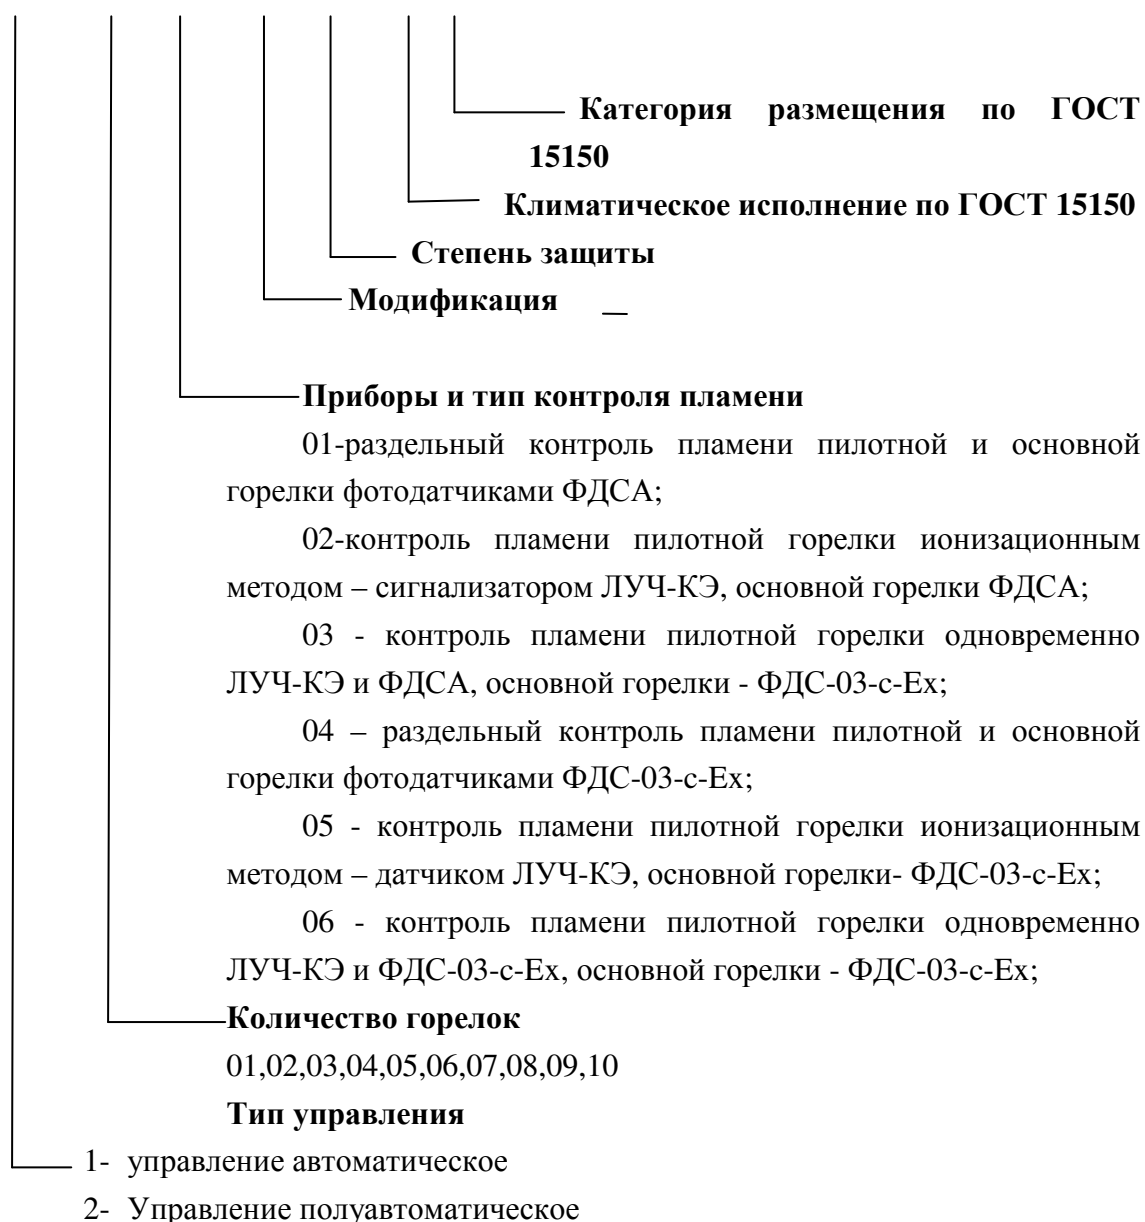 Категория размещения по ГОСТ
15150
Климатическое исполнение по ГОСТ 15150
Степень защиты
Модификация
Приборы и тип контроля пламени
01-раздельный контроль пламени пилотной и основной
горелки фотодатчиками ФДСА;
02-контроль пламени пилотной горелки ионизационным
методом – сигнализатором ЛУЧ-КЭ, основной горелки ФДСА;
03 - контроль пламени пилотной горелки одновременно
ЛУЧ-КЭ и ФДСА, основной горелки - ФДС-03-с-Ех;
04 – раздельный контроль пламени пилотной и основной
горелки фотодатчиками ФДС-03-с-Ех;
05 - контроль пламени пилотной горелки ионизационным
методом – датчиком ЛУЧ-КЭ, основной горелки- ФДС-03-с-Ех;
06 - контроль пламени пилотной горелки одновременно
ЛУЧ-КЭ и ФДС-03-с-Ех, основной горелки - ФДС-03-с-Ех;
Количество горелок
01,02,03,04,05,06,07,08,09,10
Тип управления
1- управление автоматическое
2- Управление полуавтоматическое